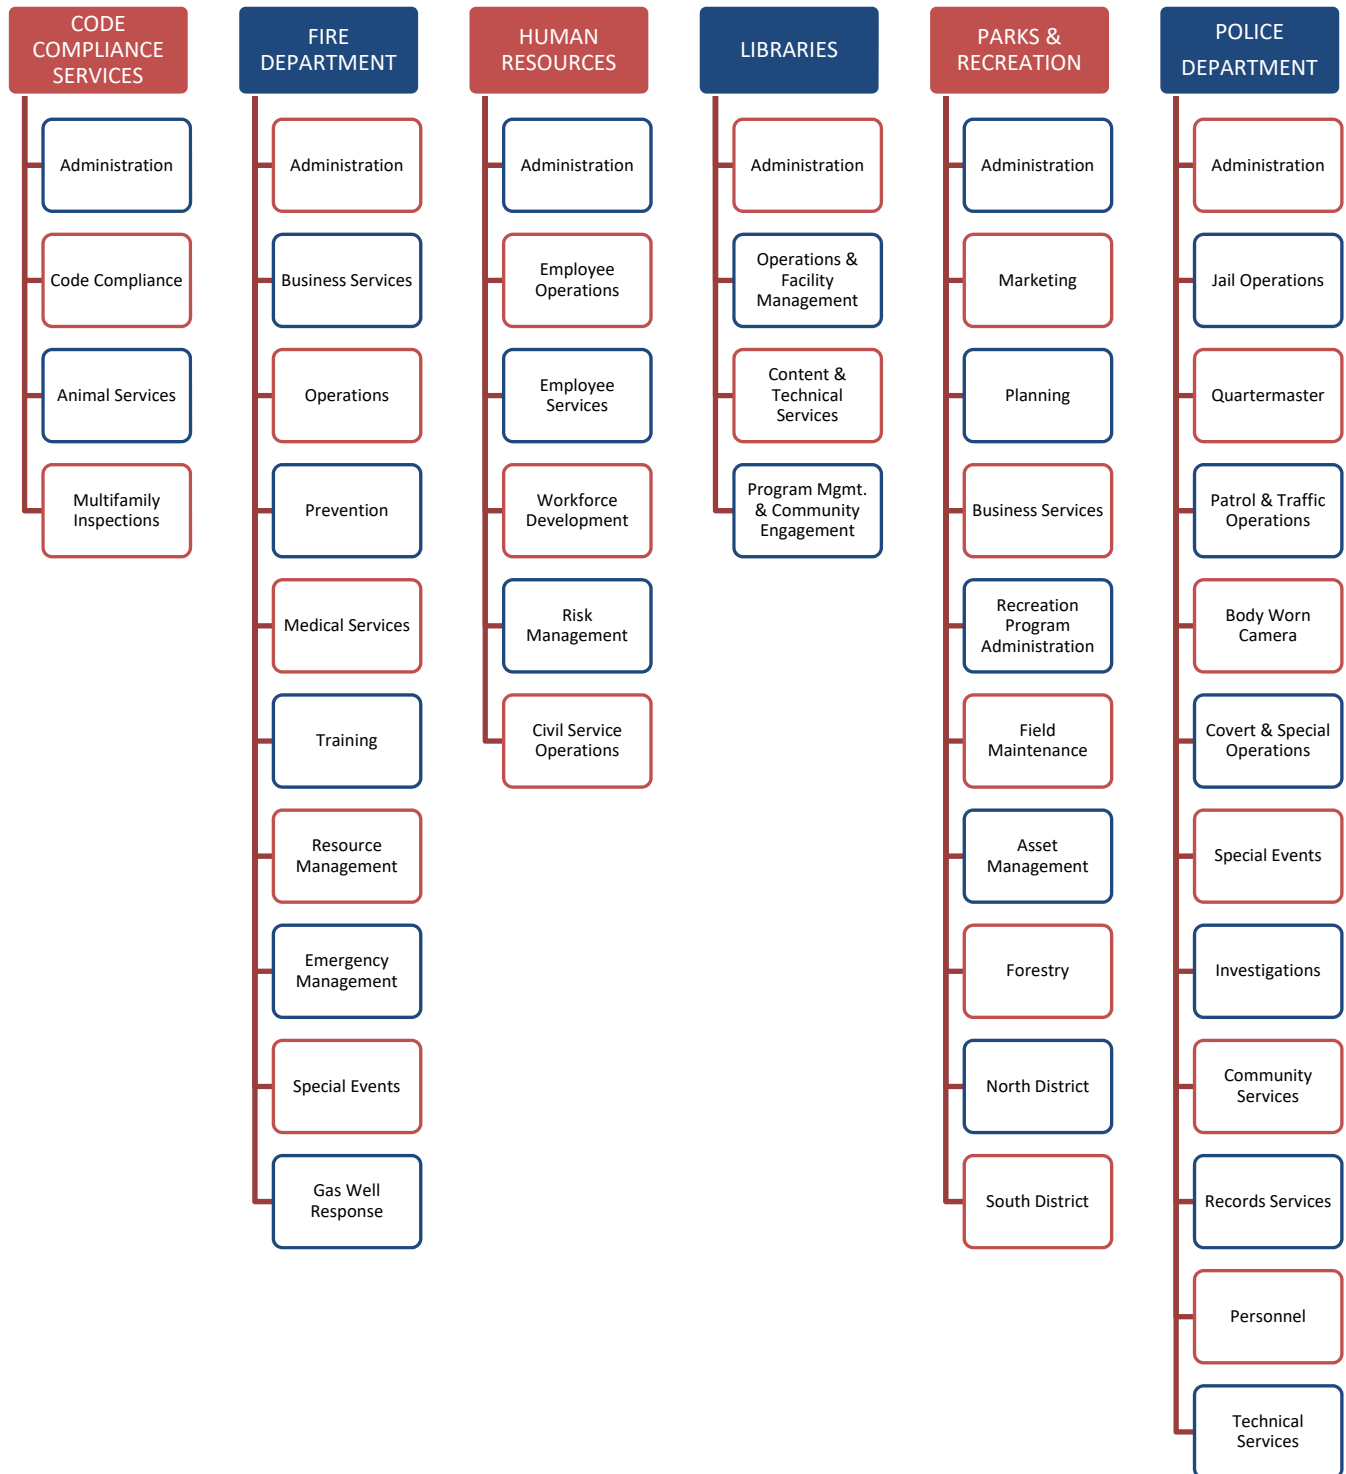 CODE
COMPLIANCE
SERVICES
Administration
Code Compliance
Animal Services
Multifamily
Inspections
FIRE
DEPARTMENT
Administration
Business Services
Operations
Prevention
Medical Services
Training
Resource
Management
Emergency
Management
Special Events
Gas Well
Response
HUMAN
RESOURCES
Administration
Employee
Operations
Employee
Services
Workforce
Development
Risk
Management
Civil Service
Operations
LIBRARIES
Administration
Operations &
Facility
Management
Content &
Technical
Services
Program Mgmt.
& Community
Engagement
PARKS &
RECREATION
Administration
Marketing
Planning
Business Services
Recreation
Program
Administration
Field
Maintenance
Asset
Management
Forestry
North District
South District
POLICE
DEPARTMENT
Administration
Jail Operations
Quartermaster
Patrol & Traffic
Operations
Body Worn
Camera
Covert & Special
Operations
Special Events
Investigations
Community
Services
Records Services
Personnel
Technical
Services